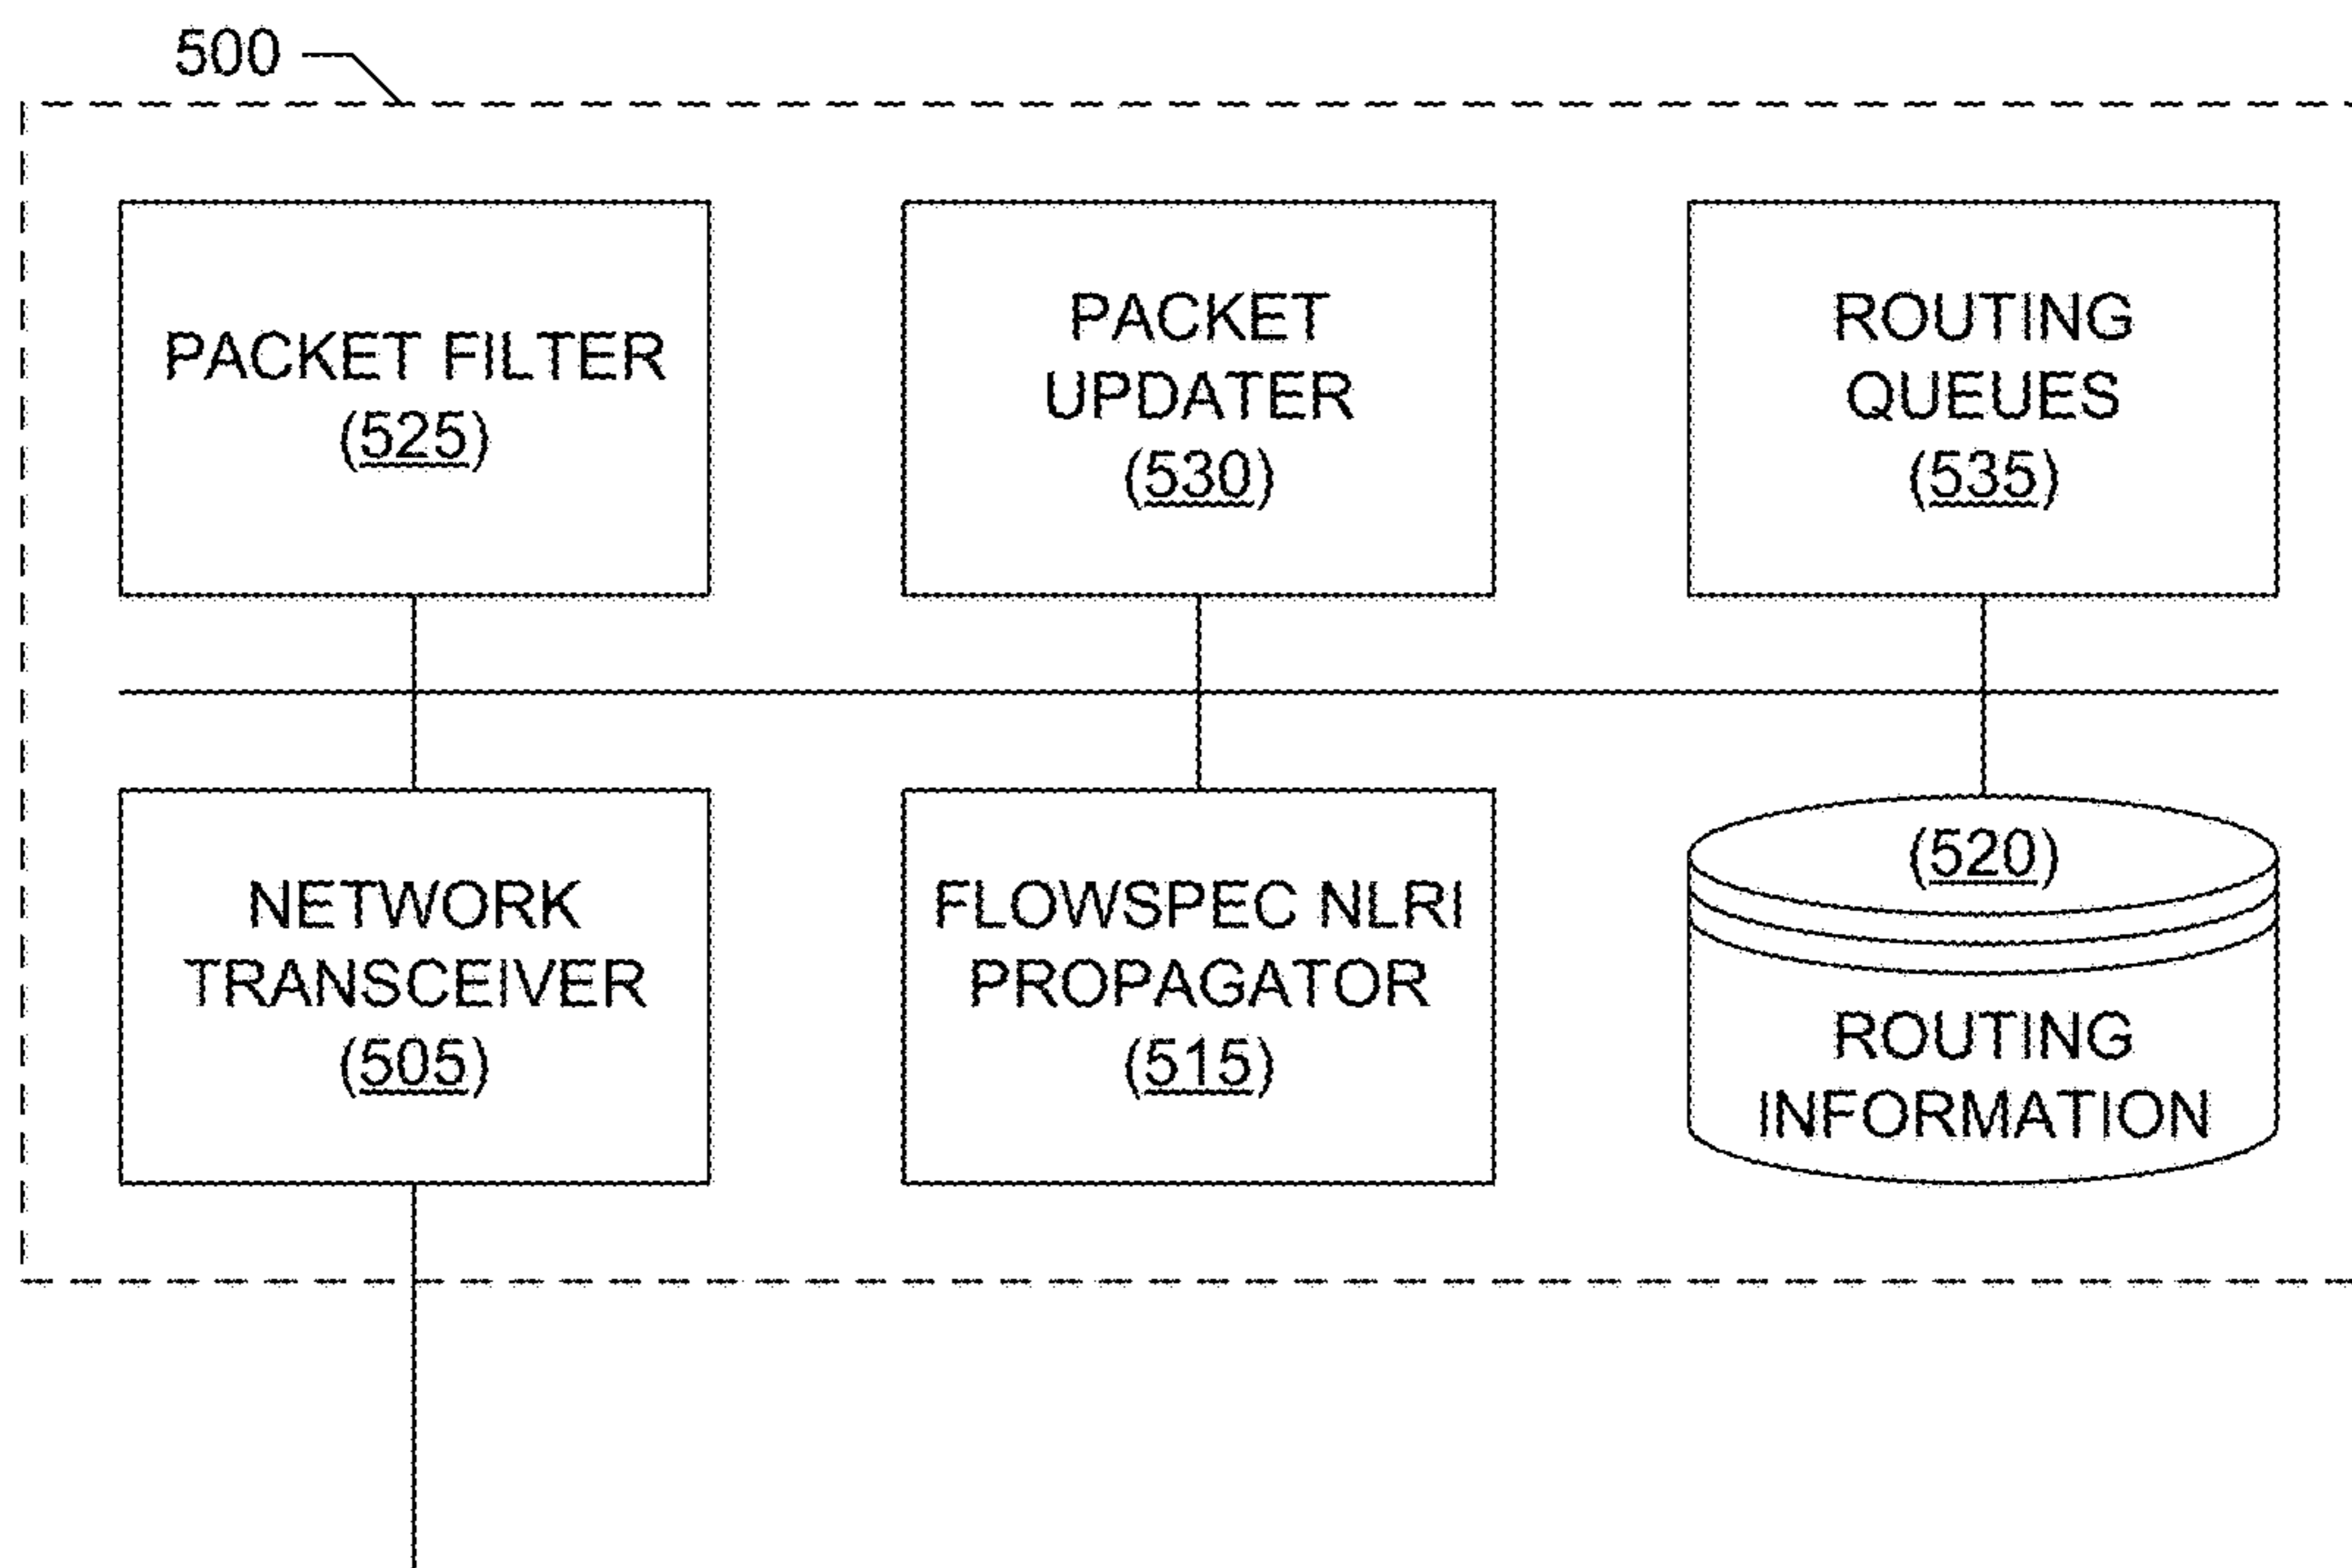 500
PACKET FILTER
(525)
PACKET
UPDATER
(530)
ROUTING
QUEUES
(535)
NETWORK
TRANSCEIVER
(505)
FLOWSPEC NLRI
PROPAGATOR
(515)
(520)
ROUTING
INFORMATION